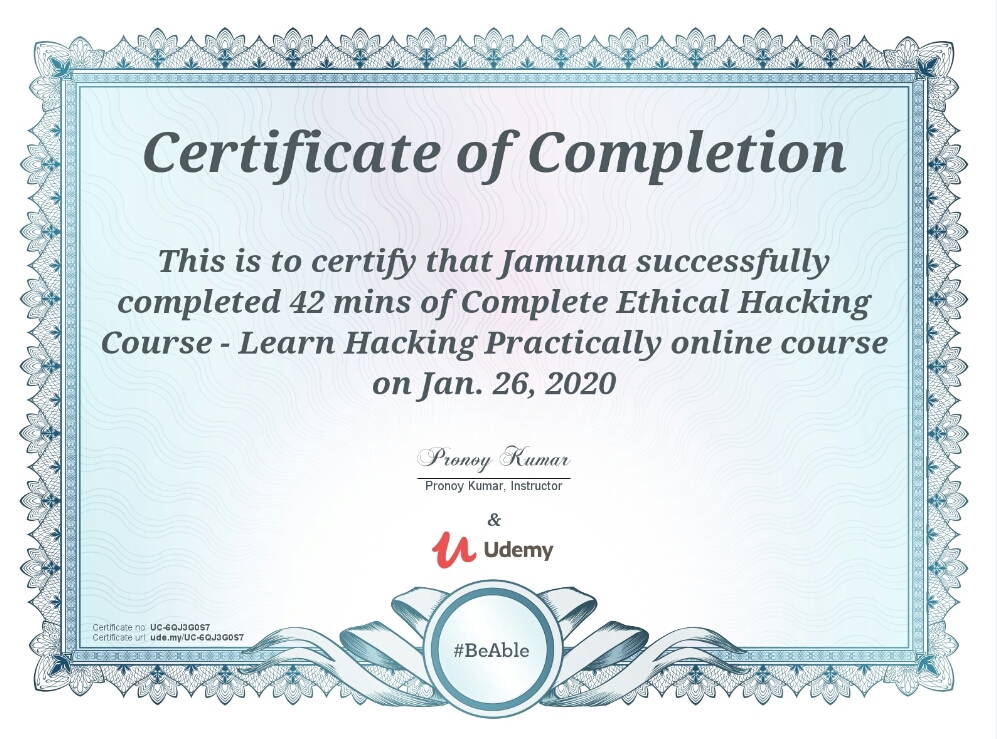 Certificate of Completion
This is to certify that Jamuna successfully
completed 42 mins of Complete Ethical Hacking
Course - Learn Hacking Practically online course
on Jan. 26, 2020
Pronoy Kumar
Pronoy Kumar, Instructor
&
Udemy
Certificate no: UC-6QJ3G0S7
Certificate url: ude.my/UC-6QJ3G0S7
#BeAble